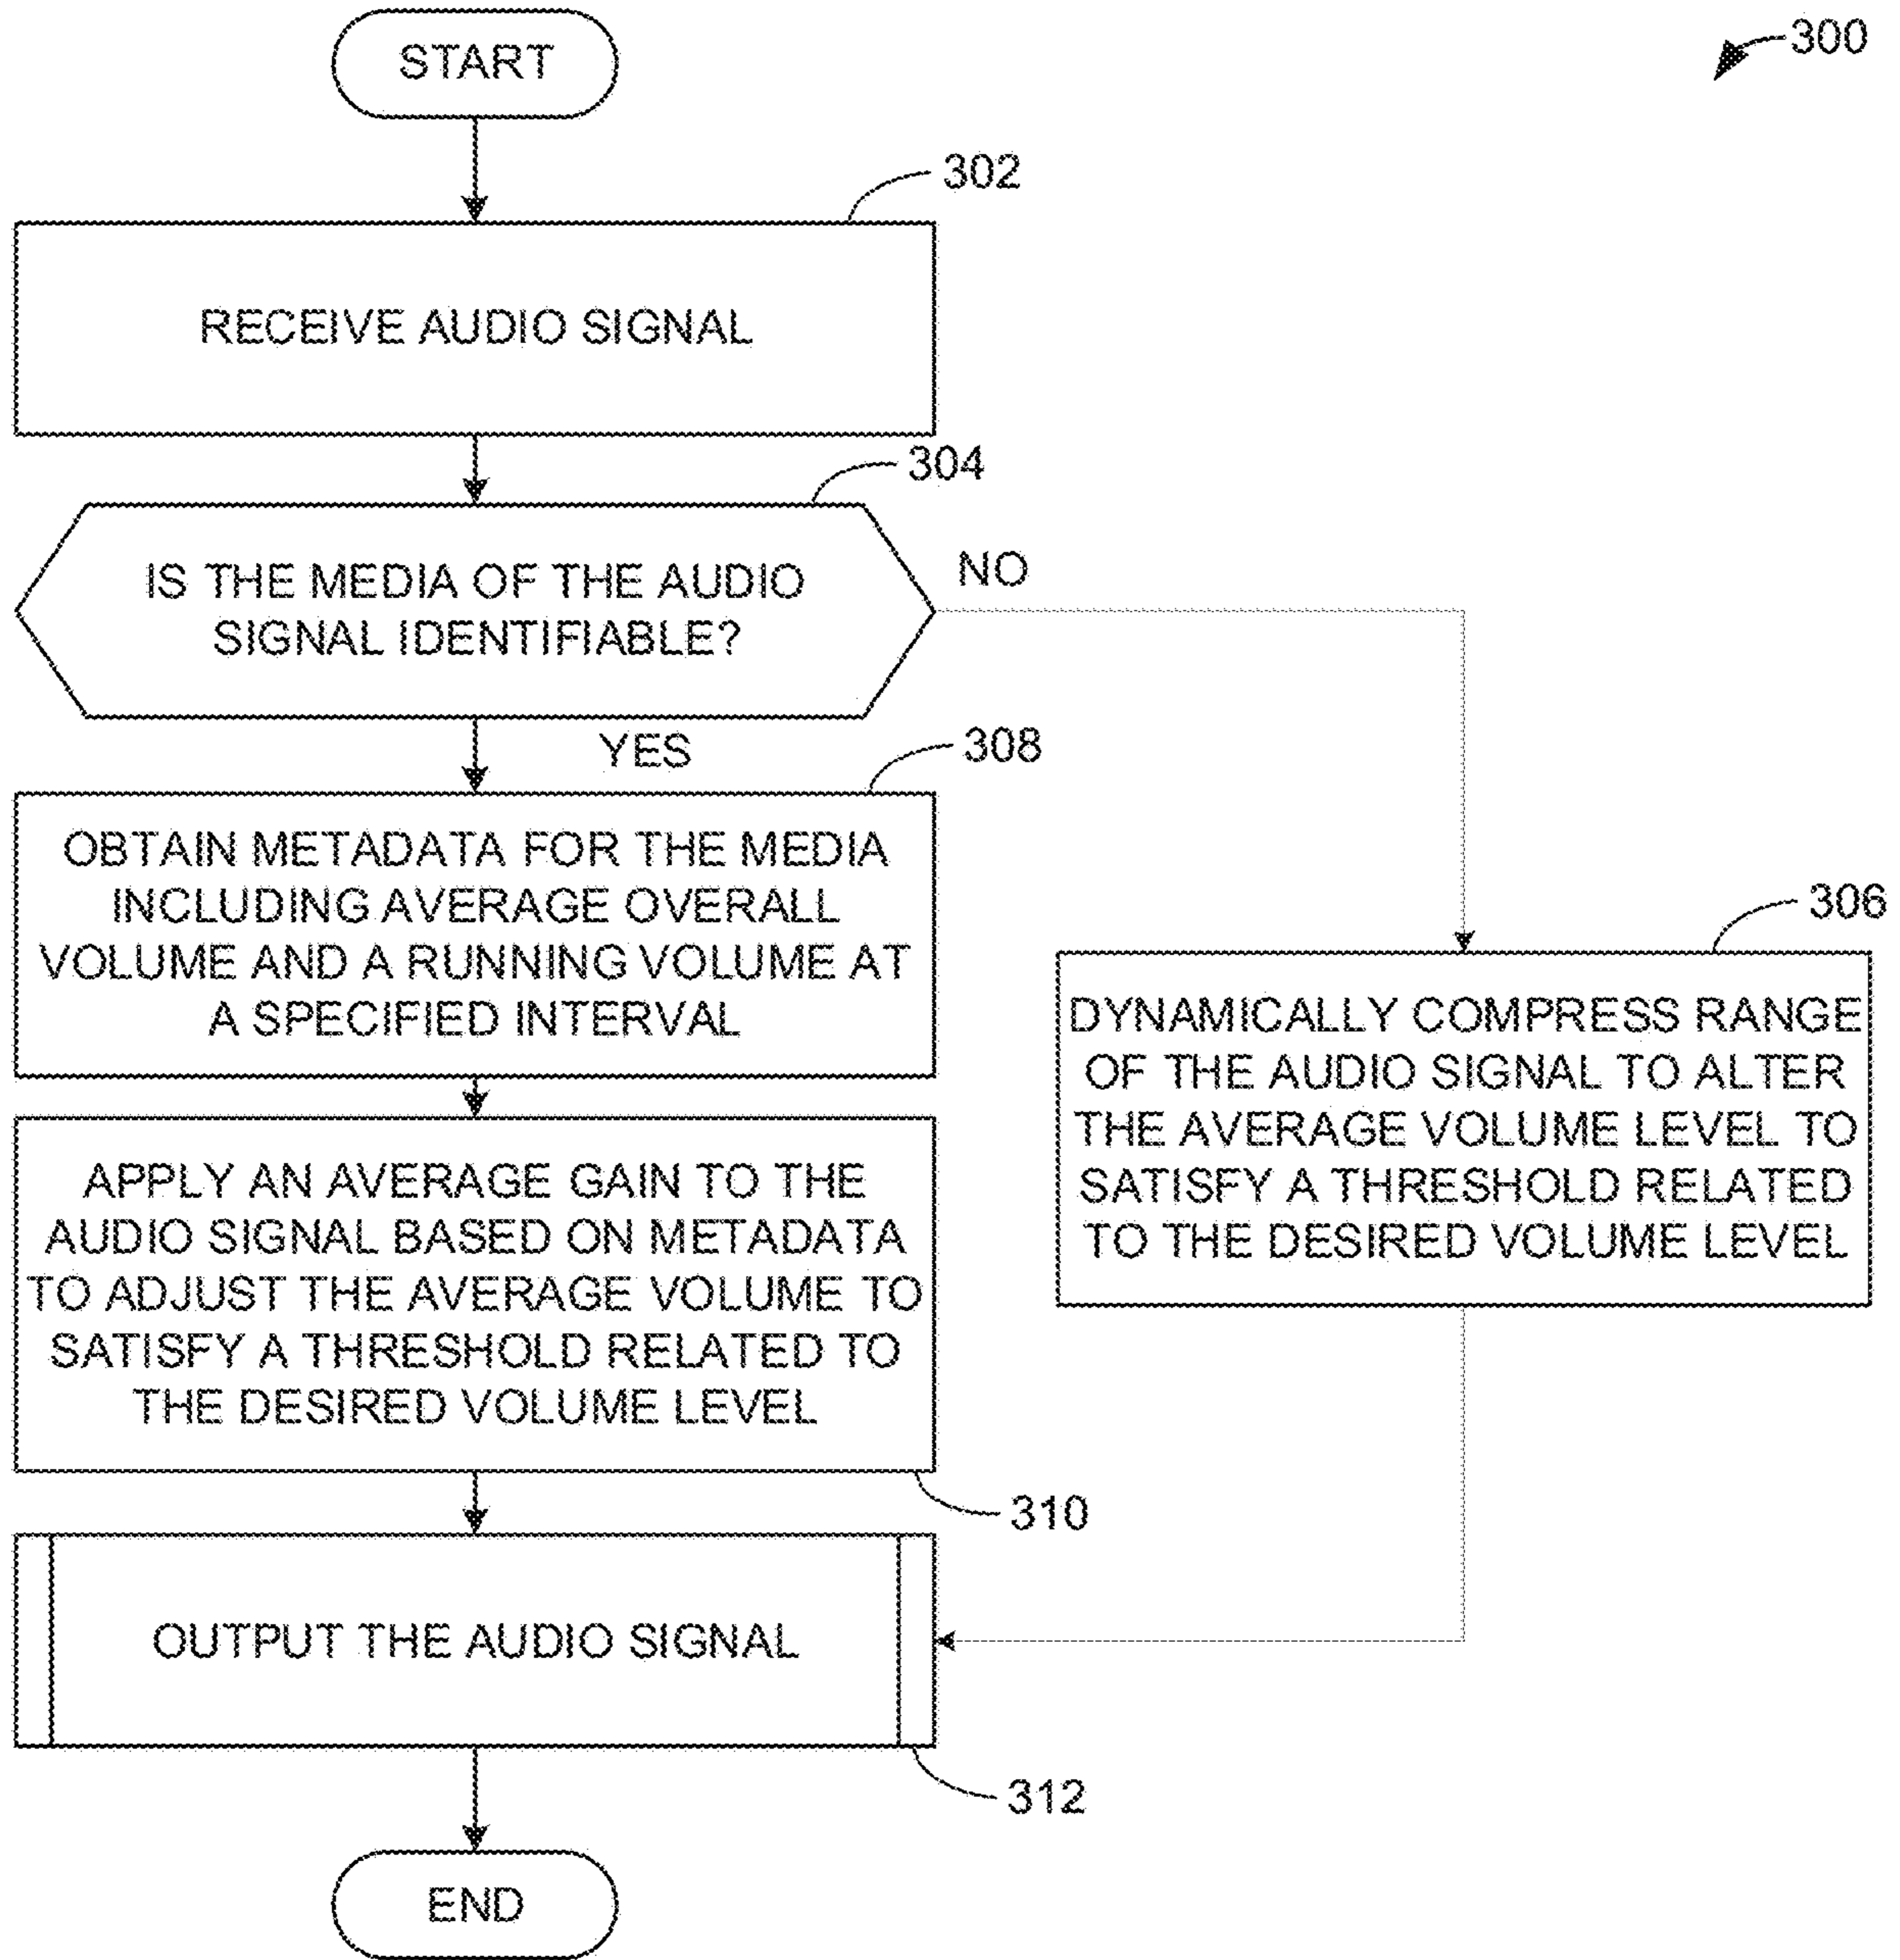 START
300
302
RECEIVE AUDIO SIGNAL
304
IS THE MEDIA OF THE AUDIO
SIGNAL IDENTIFIABLE?
NO
YES
308
OBTAIN METADATA FOR THE MEDIA
INCLUDING AVERAGE OVERALL
VOLUME AND A RUNNING VOLUME AT
A SPECIFIED INTERVAL
306
DYNAMICALLY COMPRESS RANGE
OF THE AUDIO SIGNAL TO ALTER
THE AVERAGE VOLUME LEVEL TO
SATISFY A THRESHOLD RELATED
TO THE DESIRED VOLUME LEVEL
APPLY AN AVERAGE GAIN TO THE
AUDIO SIGNAL BASED ON METADATA
TO ADJUST THE AVERAGE VOLUME TO
SATISFY A THRESHOLD RELATED TO
THE DESIRED VOLUME LEVEL
310
OUTPUT THE AUDIO SIGNAL
312
END